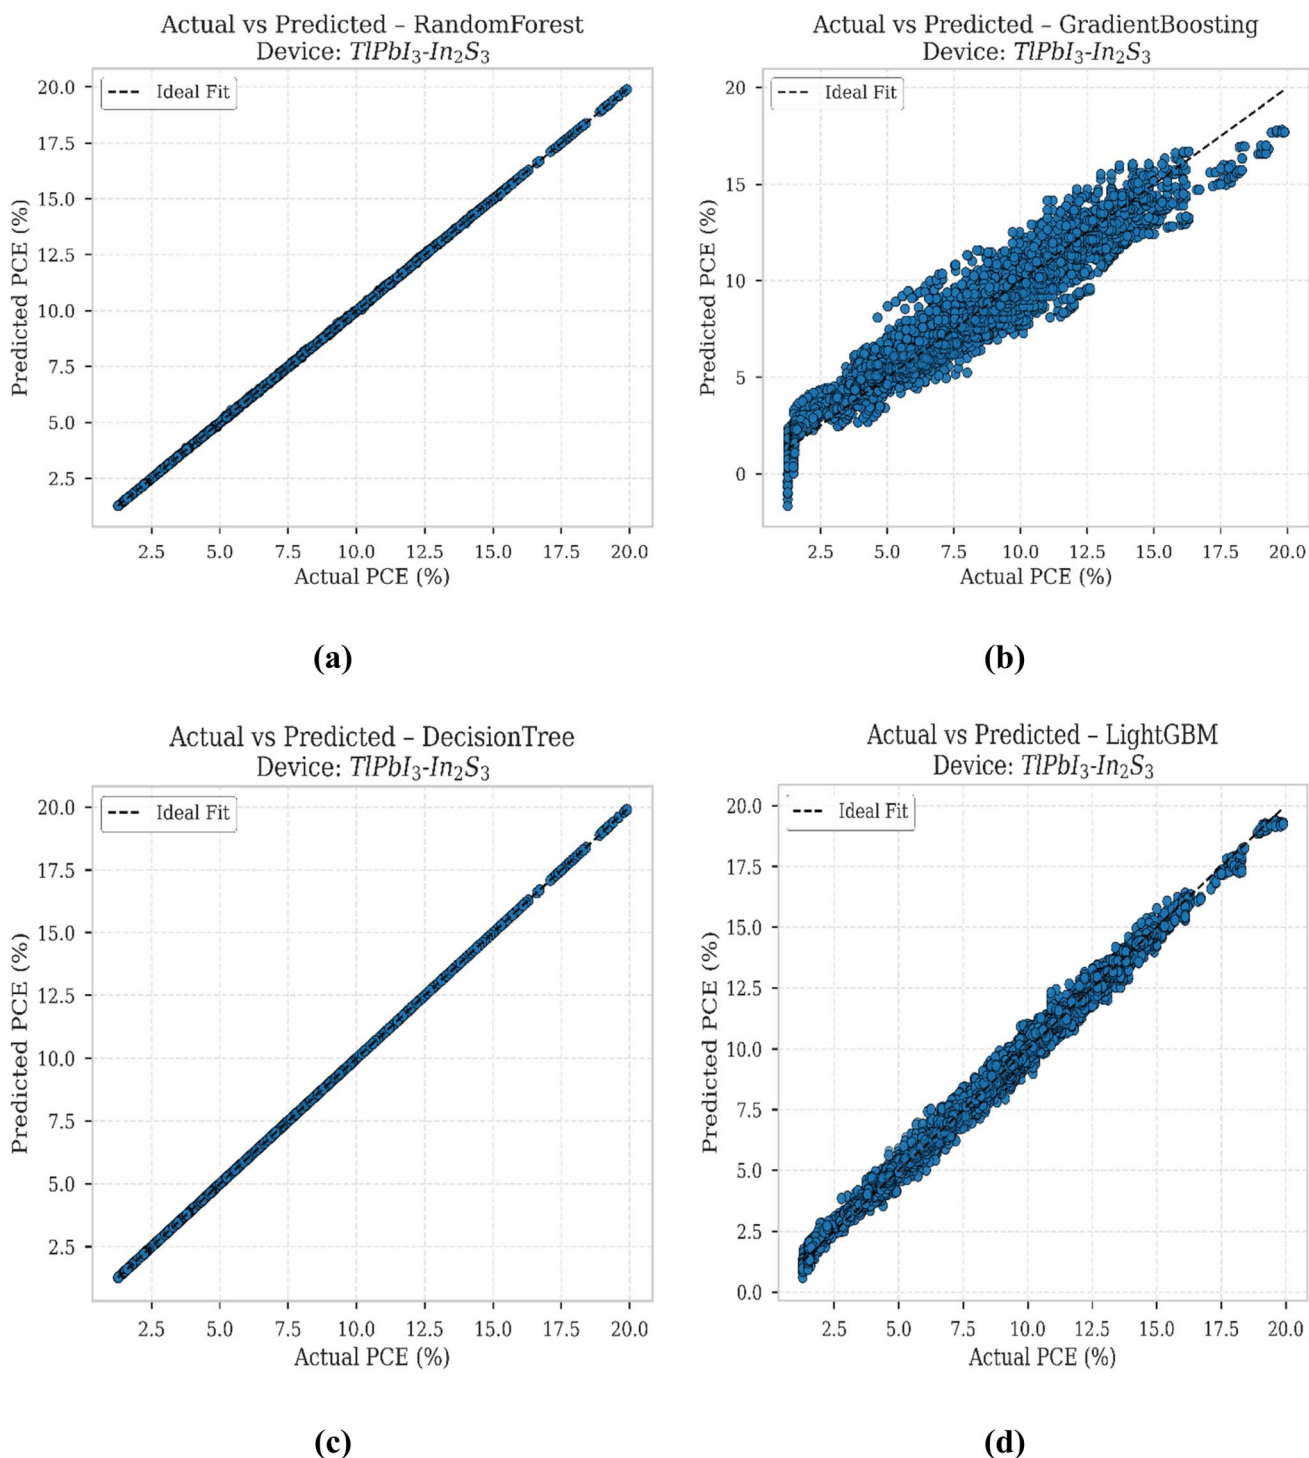 Actual vs Predicted – RandomForest
Device: TlPbI₃-In₂S₃
Ideal Fit
20.0
17.5
15.0
12.5
10.0
7.5
5.0
2.5
Predicted PCE (%)
2.5 5.0 7.5 10.0 12.5 15.0 17.5 20.0
Actual PCE (%)
(a)
Actual vs Predicted – GradientBoosting
Device: TlPbI₃-In₂S₃
Ideal Fit
20
15
10
5
0
Predicted PCE (%)
2.5 5.0 7.5 10.0 12.5 15.0 17.5 20.0
Actual PCE (%)
(b)
Actual vs Predicted – DecisionTree
Device: TlPbI₃-In₂S₃
Ideal Fit
20.0
17.5
15.0
12.5
10.0
7.5
5.0
2.5
Predicted PCE (%)
2.5 5.0 7.5 10.0 12.5 15.0 17.5 20.0
Actual PCE (%)
(c)
Actual vs Predicted – LightGBM
Device: TlPbI₃-In₂S₃
Ideal Fit
20.0
17.5
15.0
12.5
10.0
7.5
5.0
2.5
0.0
Predicted PCE (%)
2.5 5.0 7.5 10.0 12.5 15.0 17.5 20.0
Actual PCE (%)
(d)